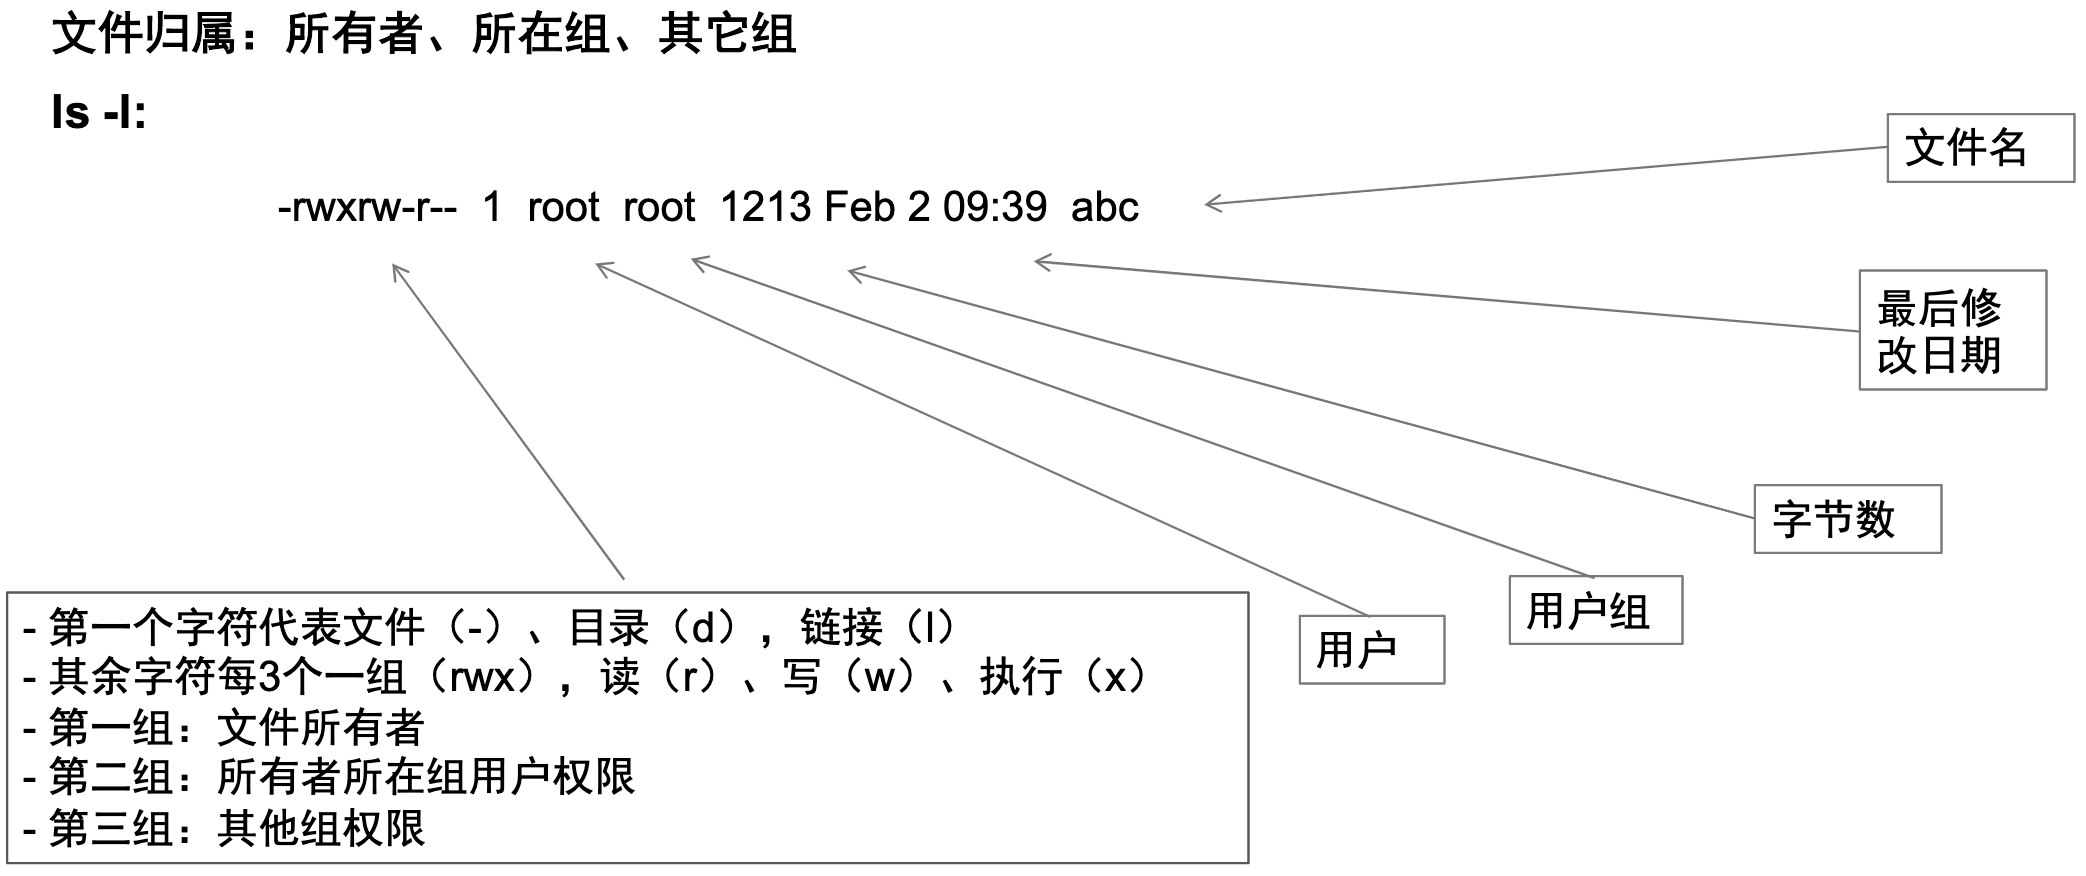 文件归属：所有者、所在组、其它组
ls -l:
文件名
-rwxrw-r-- 1 root root 1213 Feb 2 09:39 abc
最后修
改日期
字节数
用户组
用户
- 第一个字符代表文件（-）、目录（d），链接（l）
- 其余字符每3个一组（rwx），读（r）、写（w）、执行（x）
- 第一组：文件所有者
- 第二组：所有者所在组用户权限
- 第三组：其他组权限